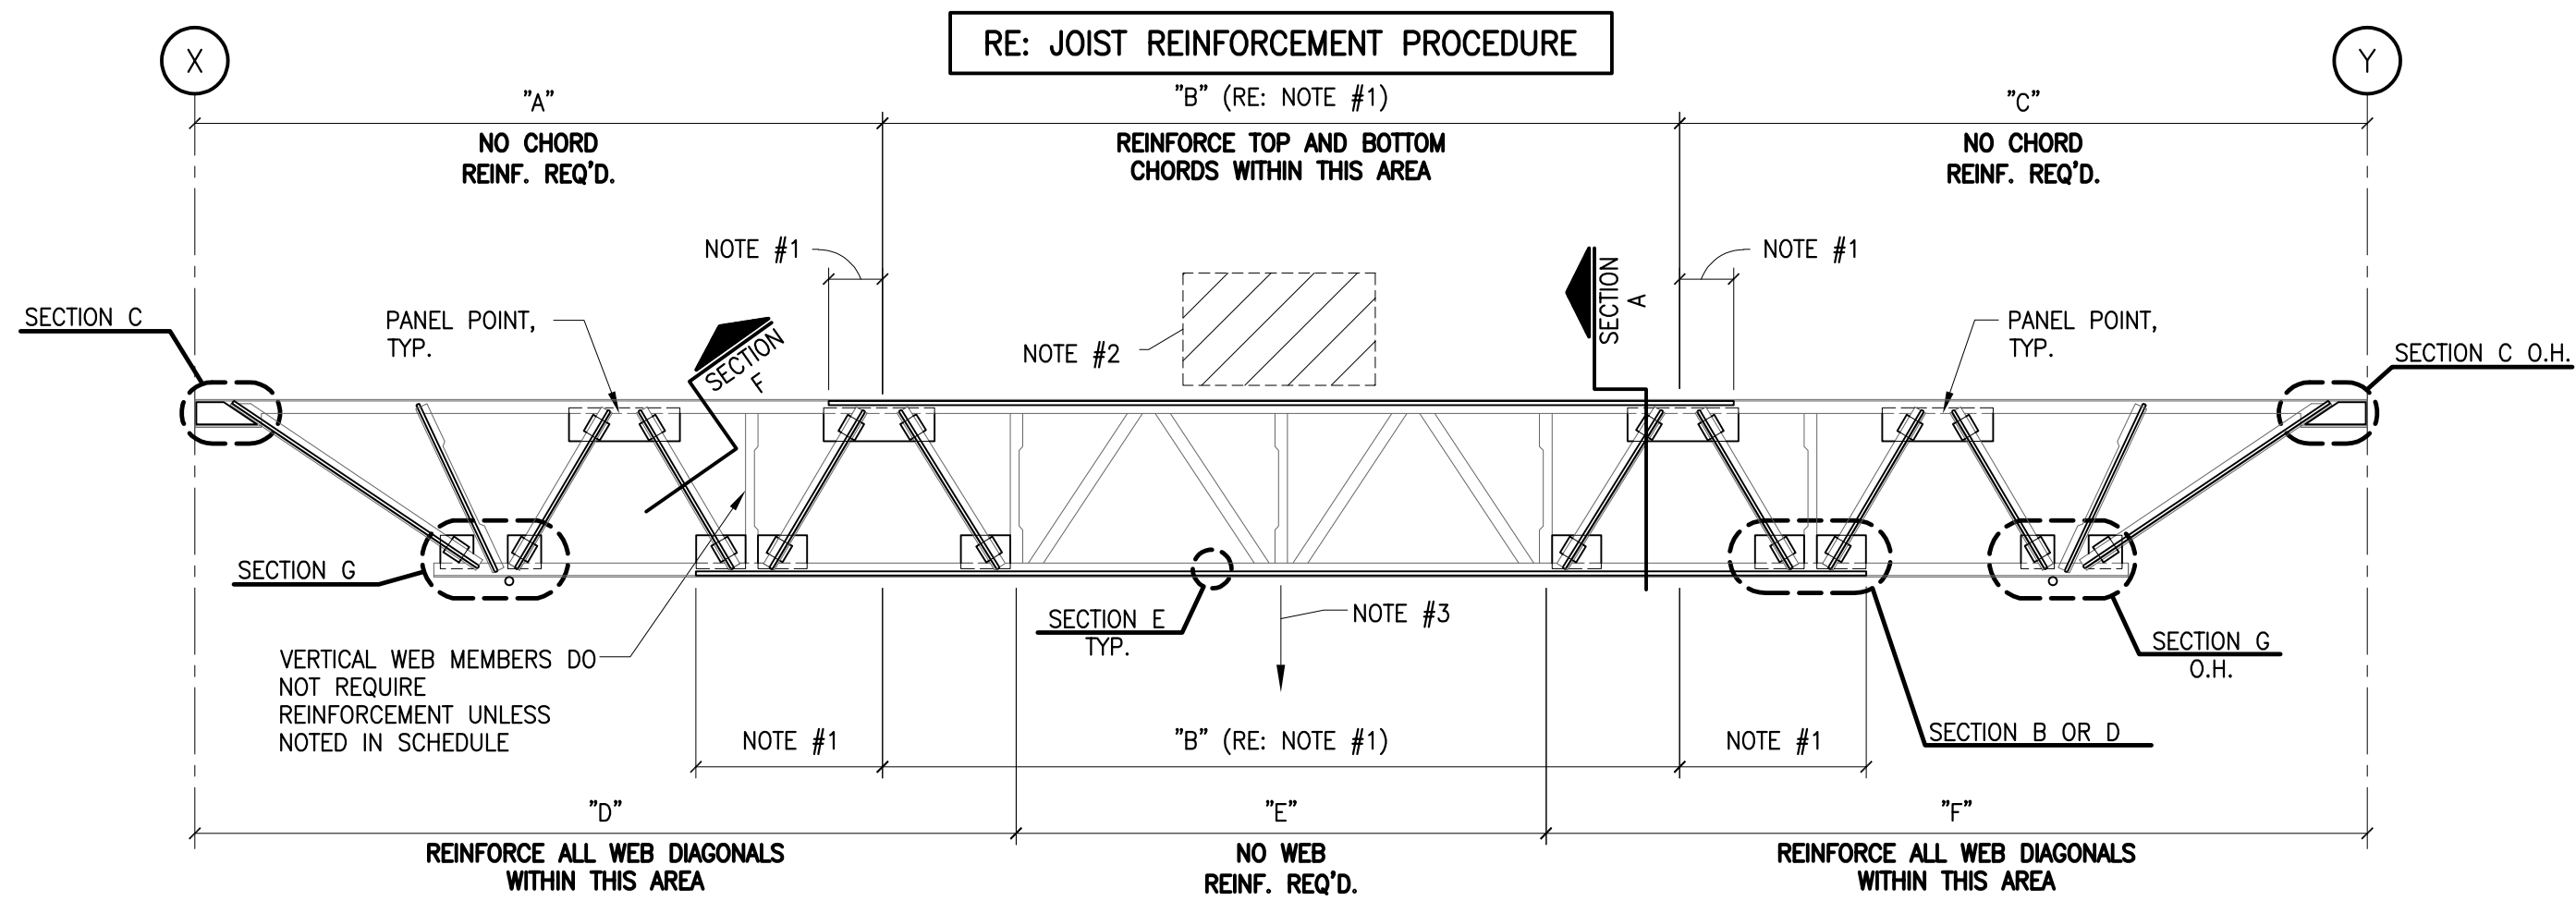 RE: JOIST REINFORCEMENT PROCEDURE
X
Y
"A"
"B" (RE: NOTE #1)
"C"
NO CHORD
REINF. REQ'D.
REINFORCE TOP AND BOTTOM
CHORDS WITHIN THIS AREA
NO CHORD
REINF. REQ'D.
NOTE #1
NOTE #1
SECTION C
PANEL POINT,
TYP.
SECTION
F
NOTE #2
SECTION
A
PANEL POINT,
TYP.
SECTION C O.H.
SECTION G
SECTION E
TYP.
NOTE #3
SECTION G
O.H.
VERTICAL WEB MEMBERS DO
NOT REQUIRE
REINFORCEMENT UNLESS
NOTED IN SCHEDULE
NOTE #1
"B" (RE: NOTE #1)
NOTE #1
SECTION B OR D
"D"
"E"
"F"
REINFORCE ALL WEB DIAGONALS
WITHIN THIS AREA
NO WEB
REINF. REQ'D.
REINFORCE ALL WEB DIAGONALS
WITHIN THIS AREA